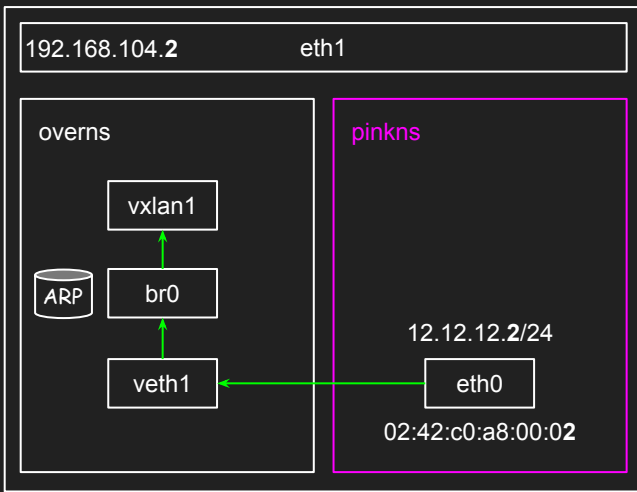 192.168.104.2 eth1
overns
pinkns
vxlan1
ARP
br0
12.12.12.2/24
veth1
eth0
02:42:c0:a8:00:02